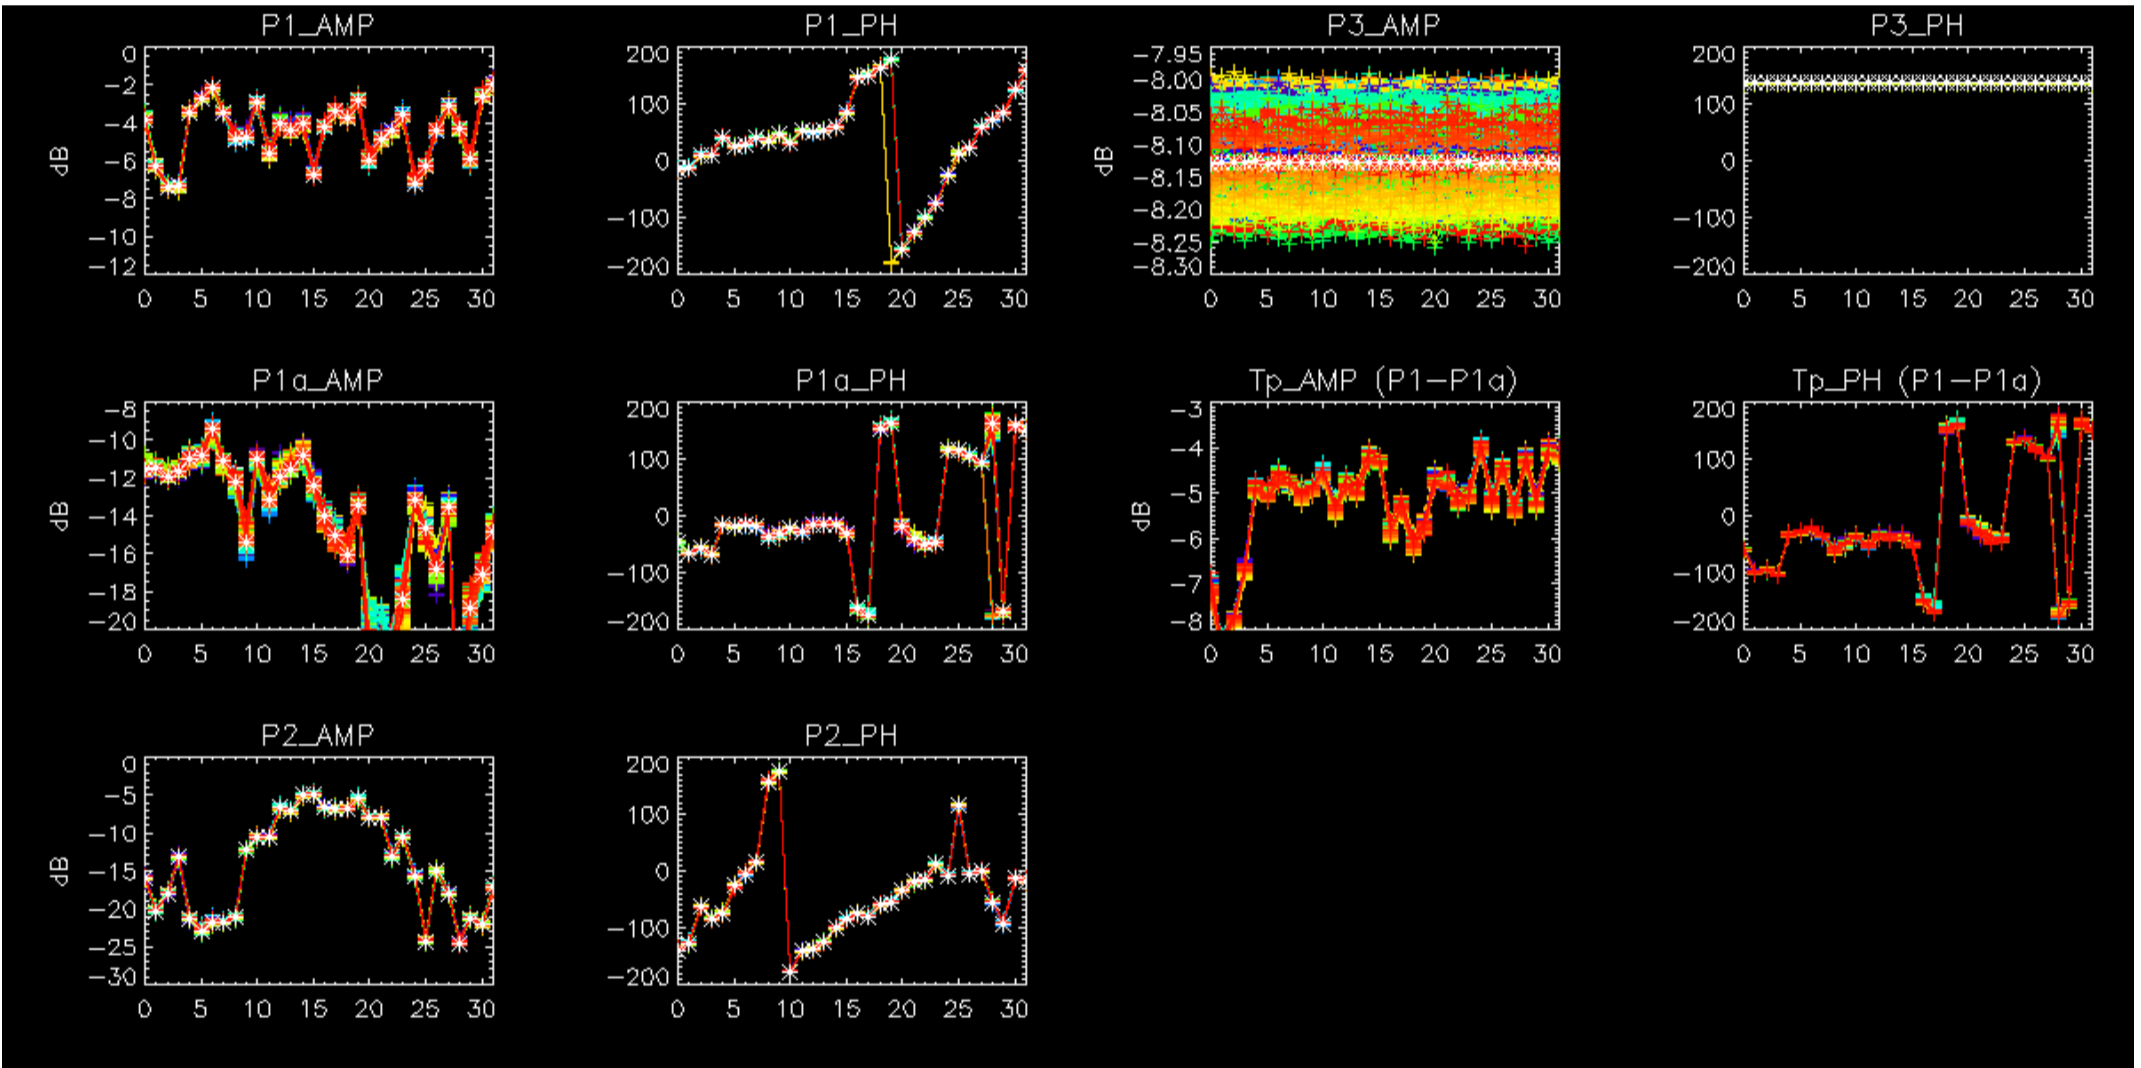 P1_AMP P1_PH P3_AMP P3_PH
0 200 -7.95 200
-2 -8.00
-4 100 -8.05 100
dB -6 0 dB -8.10 0
-8 -8.15
-10 -100 -8.20 -100
-12 -200 -8.25 -200
-8.30
0 5 10 15 20 25 30 0 5 10 15 20 25 30 0 5 10 15 20 25 30 0 5 10 15 20 25 30
P1a_AMP P1a_PH Tp_AMP (P1-P1a) Tp_PH (P1-P1a)
-8 200 -3 200
-10 100 -4 100
-12 -5
dB -14 0 dB 0
-16 -6
-18 -100 -7 -100
-20 -200 -8 -200
0 5 10 15 20 25 30 0 5 10 15 20 25 30 0 5 10 15 20 25 30 0 5 10 15 20 25 30
P2_AMP P2_PH
0 200
-5 100
-10
dB -15 0
-20 -100
-25
-30 -200
0 5 10 15 20 25 30 0 5 10 15 20 25 30